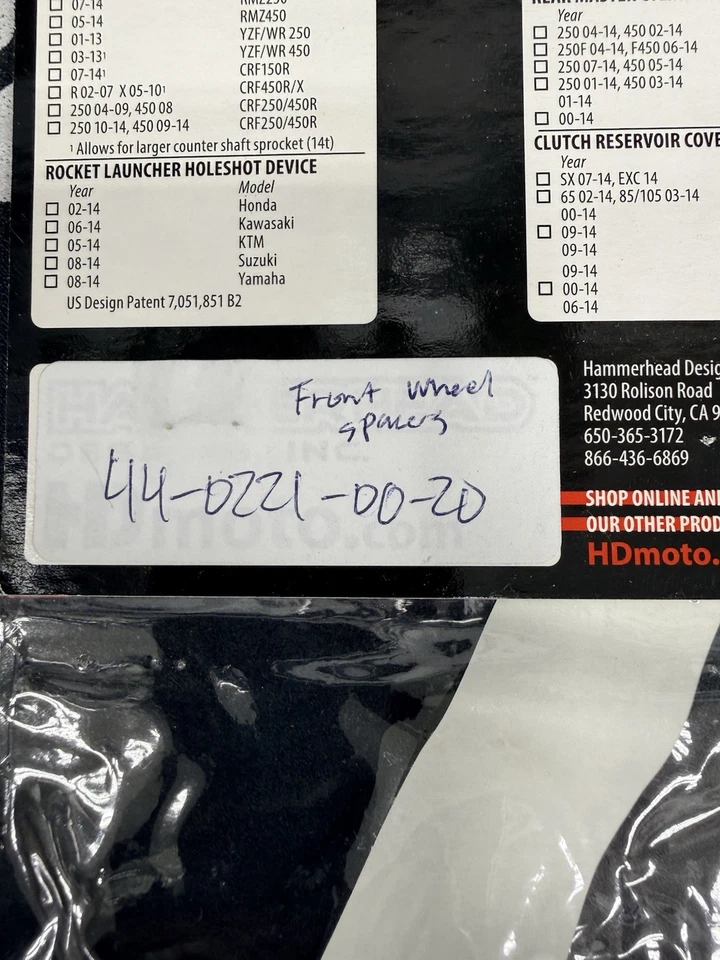 07-14 RMZ250
05-14 RMZ450
01-13 YZF/WR 250
03-13¹ YZF/WR 450
07-14¹ CRF150R
R 02-07 X 05-10¹ CRF450R/X
250 04-09, 450 08 CRF250/450R
250 10-14, 450 09-14 CRF250/450R
¹ Allows for larger counter shaft sprocket (14t)
ROCKET LAUNCHER HOLESHOT DEVICE
Year Model
02-14 Honda
06-14 Kawasaki
05-14 KTM
08-14 Suzuki
08-14 Yamaha
US Design Patent 7,051,851 B2
REAR MASTER
Year
250 04-14, 450 02-14
250F 04-14, F450 06-14
250 07-14, 450 05-14
250 01-14, 450 03-14
01-14
00-14
CLUTCH RESERVOIR COVE
Year
SX 07-14, EXC 14
65 02-14, 85/105 03-14
00-14
09-14
09-14
09-14
00-14
06-14
Front Wheel
spacers
44-0221-00-20
Hammerhead Desig
3130 Rolison Road
Redwood City, CA 9
650-365-3172
866-436-6869
SHOP ONLINE AN
OUR OTHER PROD
HDmoto.